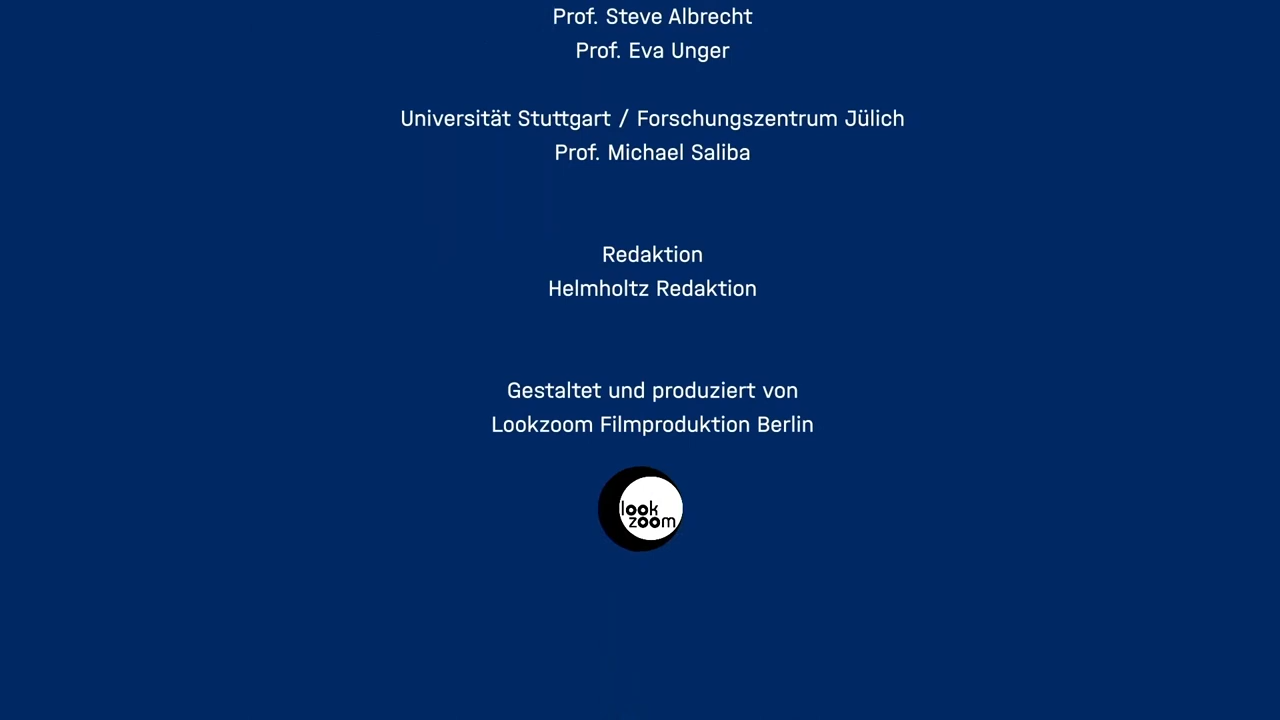 Prof. Steve Albrecht
Prof. Eva Unger
Universität Stuttgart / Forschungszentrum Jülich
Prof. Michael Saliba
Redaktion
Helmholtz Redaktion
Gestaltet und produziert von
Lookzoom Filmproduktion Berlin
look
zoom